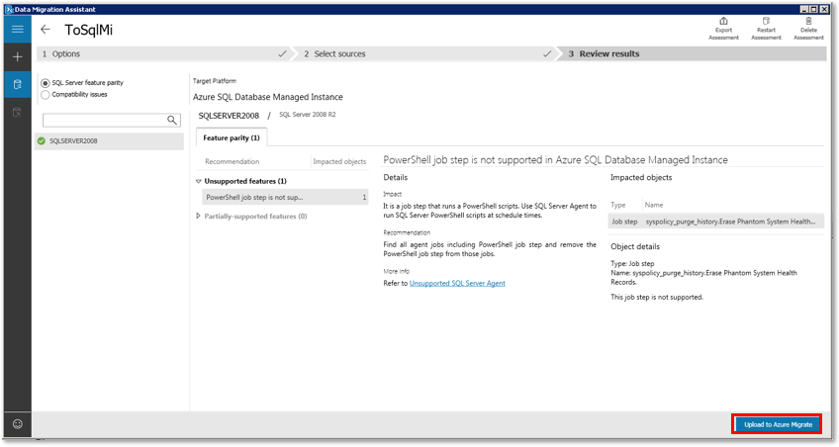 Data Migration Assistant
ToSqlMi
Export Assessment
Restart Assessment
Delete Assessment
1 Options
2 Select sources
3 Review results
SQL Server feature parity
Compatibility issues
SQLSERVER2008
Target Platform
Azure SQL Database Managed Instance
SQLSERVER2008 / SQL Server 2008 R2
Feature parity (1)
Recommendation Impacted objects
Unsupported features (1)
PowerShell job step is not sup... 1
Partially-supported features (0)
PowerShell job step is not supported in Azure SQL Database Managed Instance
Details
Impact
It is a job step that runs a PowerShell scripts. Use SQL Server Agent to
run SQL Server PowerShell scripts at schedule times.
Recommendation
Find all agent jobs including PowerShell job step and remove the
PowerShell job step from those jobs.
More info
Refer to Unsupported SQL Server Agent
Impacted objects
Type Name
Job step syspolicy_purge_history.Erase Phantom System Health...
Object details
Type: Job step
Name: syspolicy_purge_history.Erase Phantom System Health
Records.
This job step is not supported.
Upload to Azure Migrate